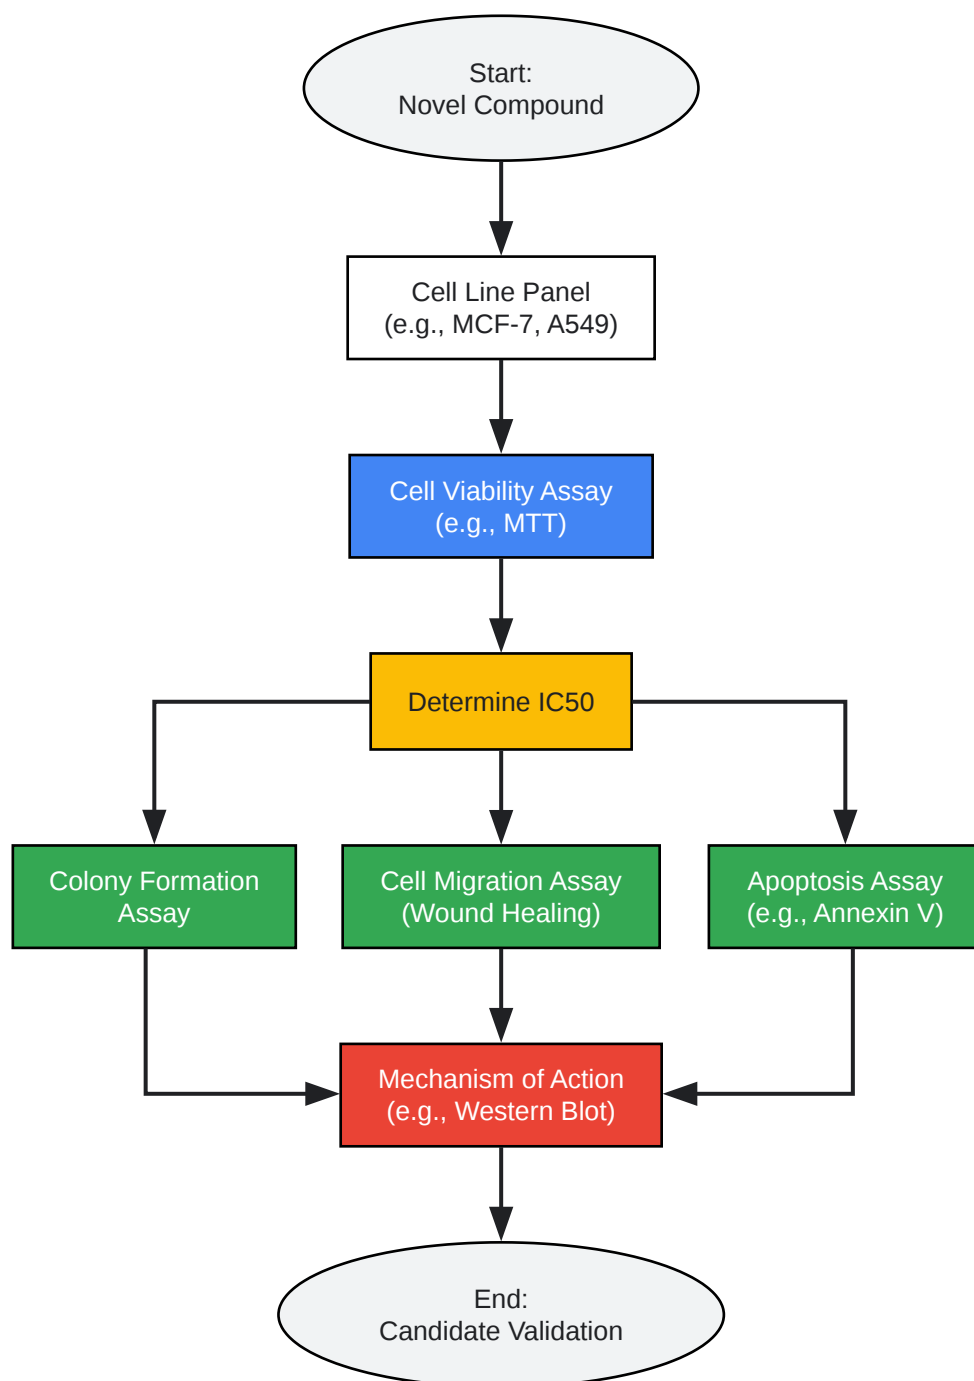 Start:
Novel Compound
Cell Line Panel
(e.g., MCF-7, A549)
Cell Viability Assay
(e.g., MTT)
Determine IC50
Colony Formation
Assay
Cell Migration Assay
(Wound Healing)
Apoptosis Assay
(e.g., Annexin V)
Mechanism of Action
(e.g., Western Blot)
End:
Candidate Validation